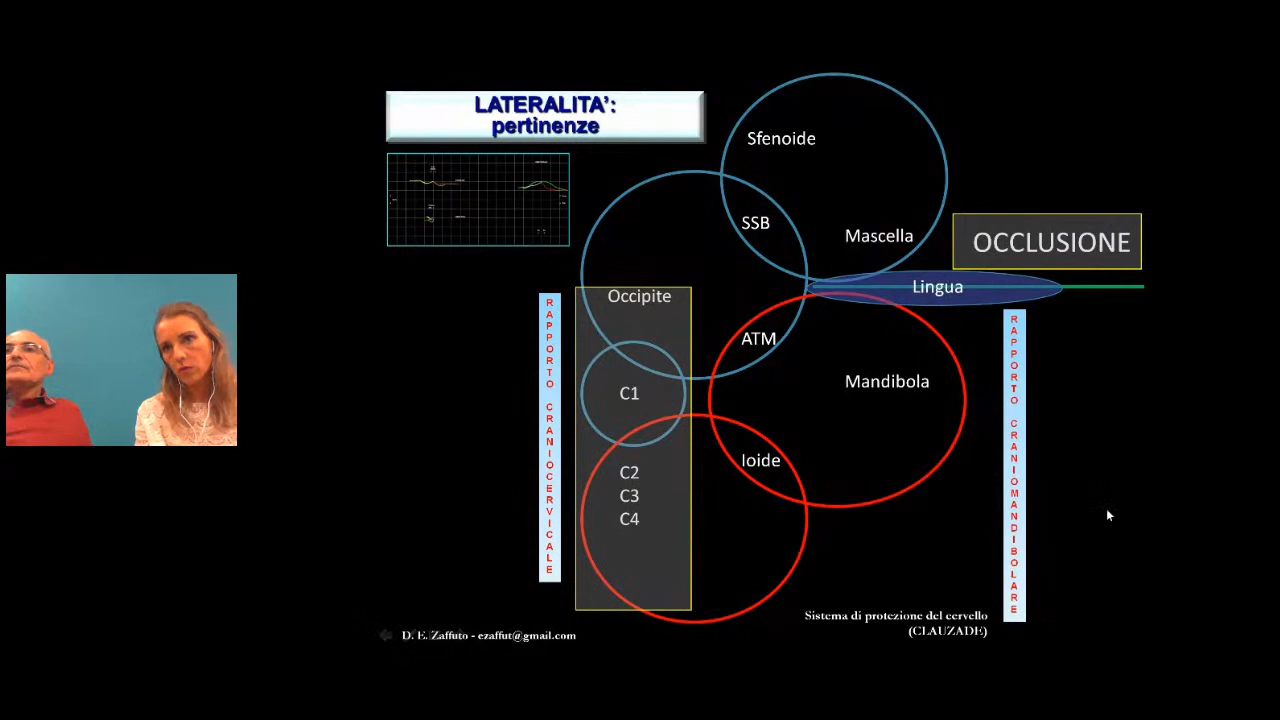 LATERALITA':
pertinenze
Sfenoide
SSB
Mascella
OCCLUSIONE
Lingua
Occipite
ATM
Mandibola
C1
Ioide
C2
C3
C4
RAPPORTO CRANIOCERVICALE
RAPPORTO CRANIOMANDIBOLARE
Sistema di protezione del cervello
(CLAUZADE)
D. E. Zaffuto - ezaffut@gmail.com